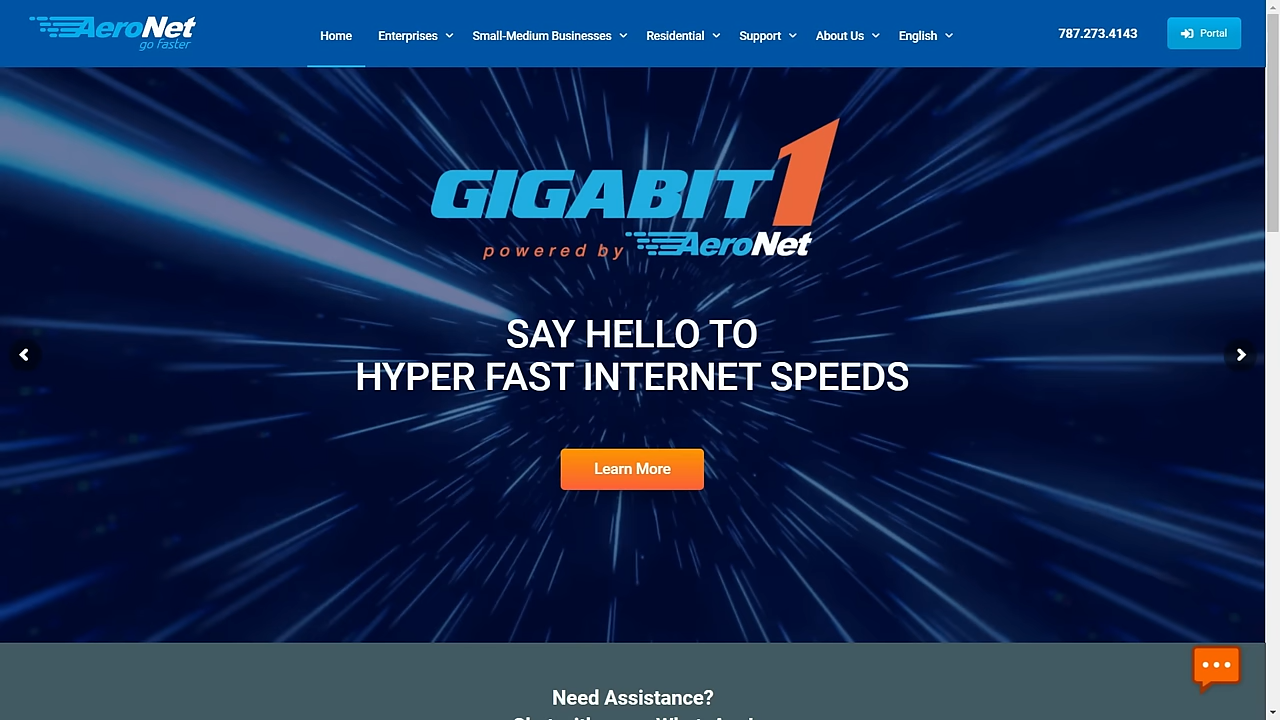 AeroNet
go faster
Home
Enterprises
Small-Medium Businesses
Residential
Support
About Us
English
787.273.4143
Portal
GIGABIT1
powered by AeroNet
SAY HELLO TO
HYPER FAST INTERNET SPEEDS
Learn More
Need Assistance?